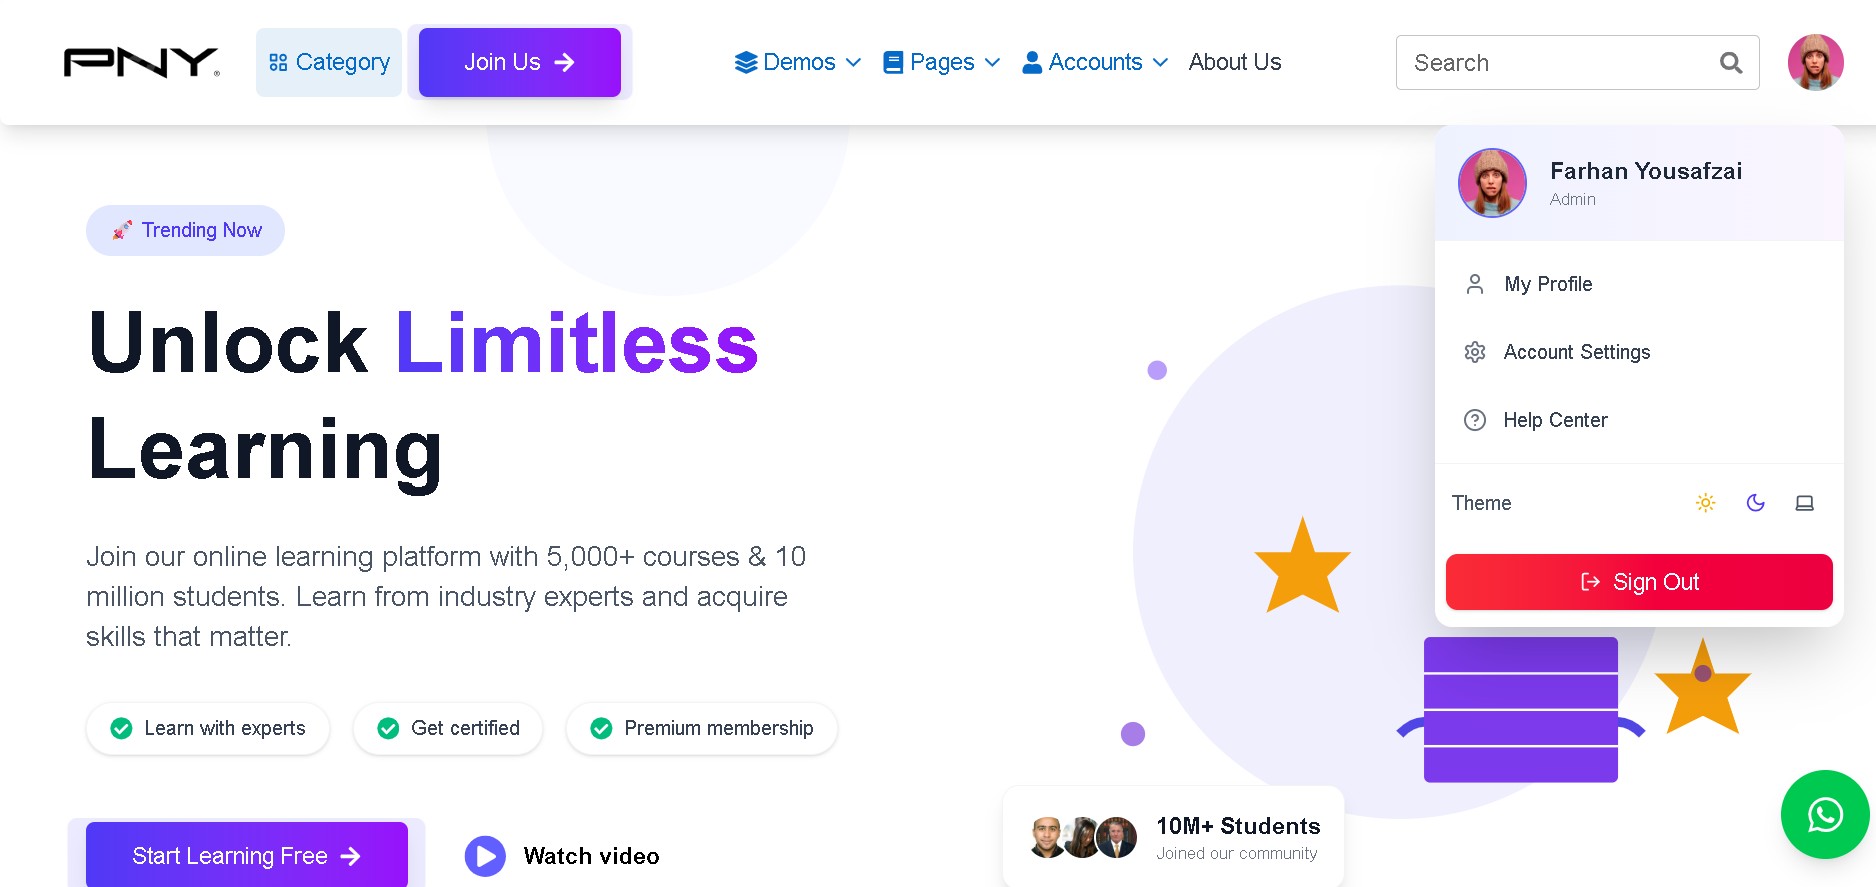 PNY
Category
Join Us
Demos
Pages
Accounts
About Us
Search
Farhan Yousafzai
Admin
My Profile
Account Settings
Help Center
Theme
Sign Out
🚀 Trending Now
Unlock Limitless
Learning
Join our online learning platform with 5,000+ courses & 10
million students. Learn from industry experts and acquire
skills that matter.
Learn with experts
Get certified
Premium membership
Start Learning Free
Watch video
10M+ Students
Joined our community